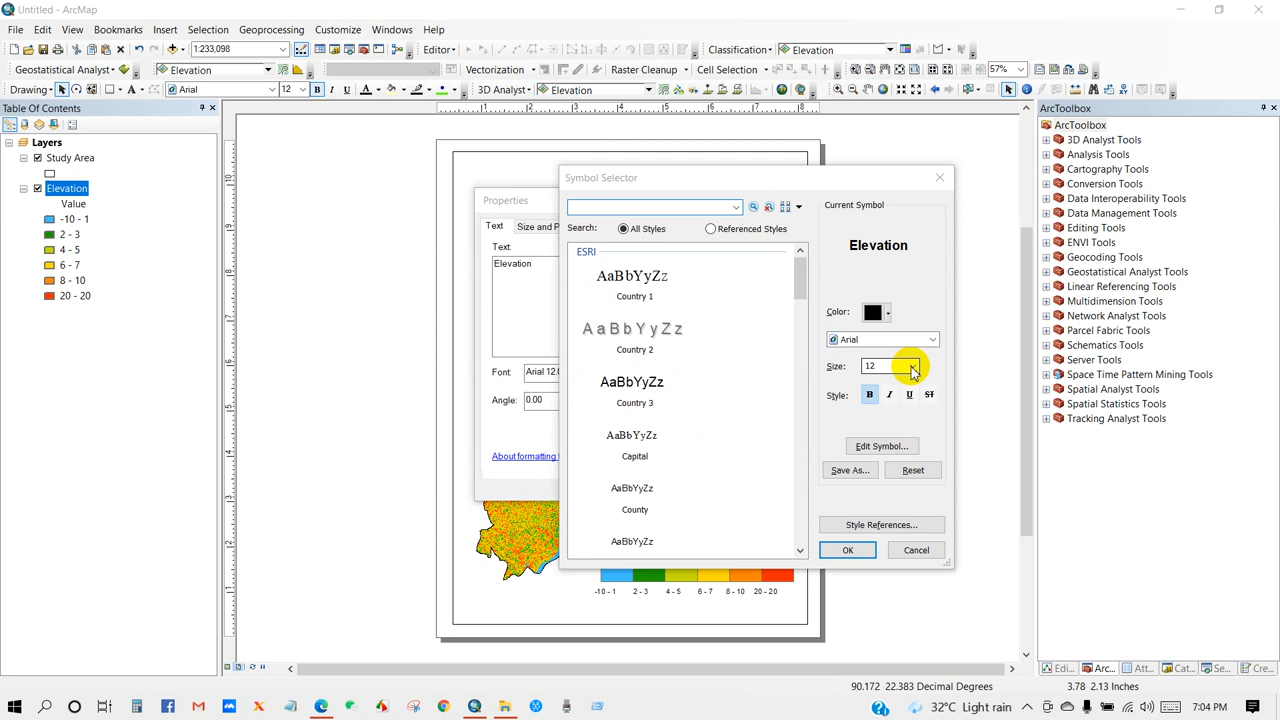 Untitled - ArcMap
File Edit View Bookmarks Insert Selection Geoprocessing Customize Windows Help
1:233,098 Editor Classification Elevation
Geostatistical Analyst Elevation Vectorization Raster Cleanup Cell Selection 57%
Drawing Arial 12 B I U A 3D Analyst Elevation
Table Of Contents
Layers
Study Area
Elevation
Value
-10 - 1
2 - 3
4 - 5
6 - 7
8 - 10
20 - 20
Properties
Text Size and P
Text:
Elevation
Font: Arial 12.0
Angle: 0.00
About formatting
Symbol Selector
Search: All Styles Referenced Styles
ESRI
AaBbYyZz
Country 1
AaBbYyZz
Country 2
AaBbYyZz
Country 3
AaBbYyZz
Capital
AaBbYyZz
County
AaBbYyZz
Current Symbol
Elevation
Color:
Arial
Size: 12
Style: B I U ST
Edit Symbol...
Save As... Reset
Style References...
OK Cancel
-10 - 1 2 - 3 4 - 5 6 - 7 8 - 10 20 - 20
ArcToolbox
ArcToolbox
3D Analyst Tools
Analysis Tools
Cartography Tools
Conversion Tools
Data Interoperability Tools
Data Management Tools
Editing Tools
ENVI Tools
Geocoding Tools
Geostatistical Analyst Tools
Linear Referencing Tools
Multidimension Tools
Network Analyst Tools
Parcel Fabric Tools
Schematics Tools
Server Tools
Space Time Pattern Mining Tools
Spatial Analyst Tools
Spatial Statistics Tools
Tracking Analyst Tools
Edi... Arc... Att... Cat... Se... Cre...
90.172 22.383 Decimal Degrees 3.78 2.13 Inches
32°C Light rain 7:04 PM